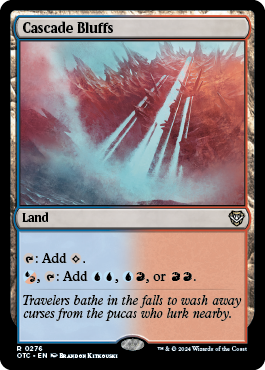 Cascade Bluffs
Land
: Add .
, : Add , , or .
Travelers bathe in the falls to wash away
curses from the pucas who lurk nearby.
R 0276
OTC • EN Brandon Kitkouski
™ & © 2024 Wizards of the Coast